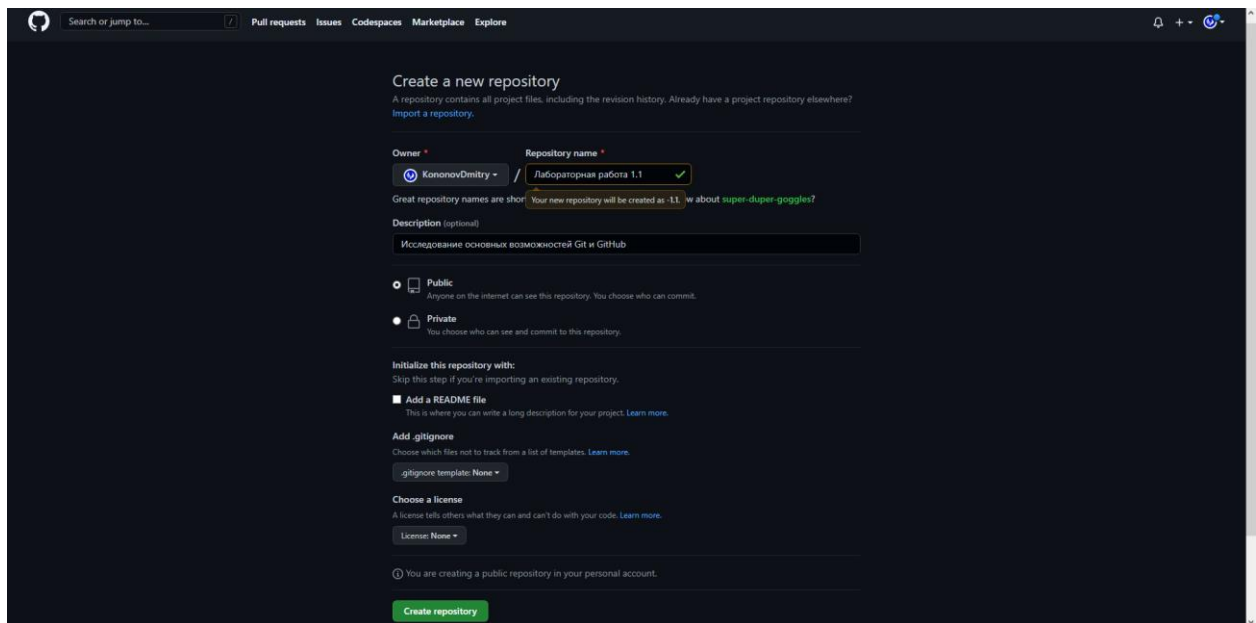 Search or jump to... / Pull requests Issues Codespaces Marketplace Explore
Create a new repository
A repository contains all project files, including the revision history. Already have a project repository elsewhere?
Import a repository.
Owner * Repository name *
KononovDmitry / Лабораторная работа 1.1
Great repository names are shor Your new repository will be created as -1.1. w about super-duper-goggles?
Description (optional)
Исследование основных возможностей Git и GitHub
Public
Anyone on the internet can see this repository. You choose who can commit.
Private
You choose who can see and commit to this repository.
Initialize this repository with:
Skip this step if you're importing an existing repository.
Add a README file
This is where you can write a long description for your project. Learn more.
Add .gitignore
Choose which files not to track from a list of templates. Learn more.
.gitignore template: None
Choose a license
A license tells others what they can and can't do with your code. Learn more.
License: None
You are creating a public repository in your personal account.
Create repository